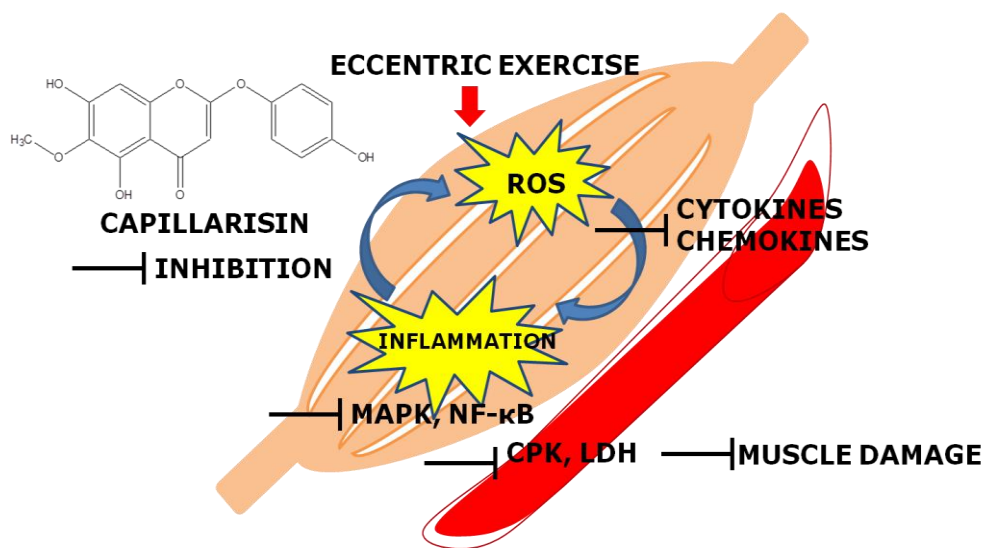 ECCENTRIC EXERCISE
HO
O
O
H₃C
O
OH
O
OH
ROS
CAPILLARISIN
CYTOKINES
CHEMOKINES
INHIBITION
INFLAMMATION
MAPK, NF-κB
CPK, LDH
MUSCLE DAMAGE